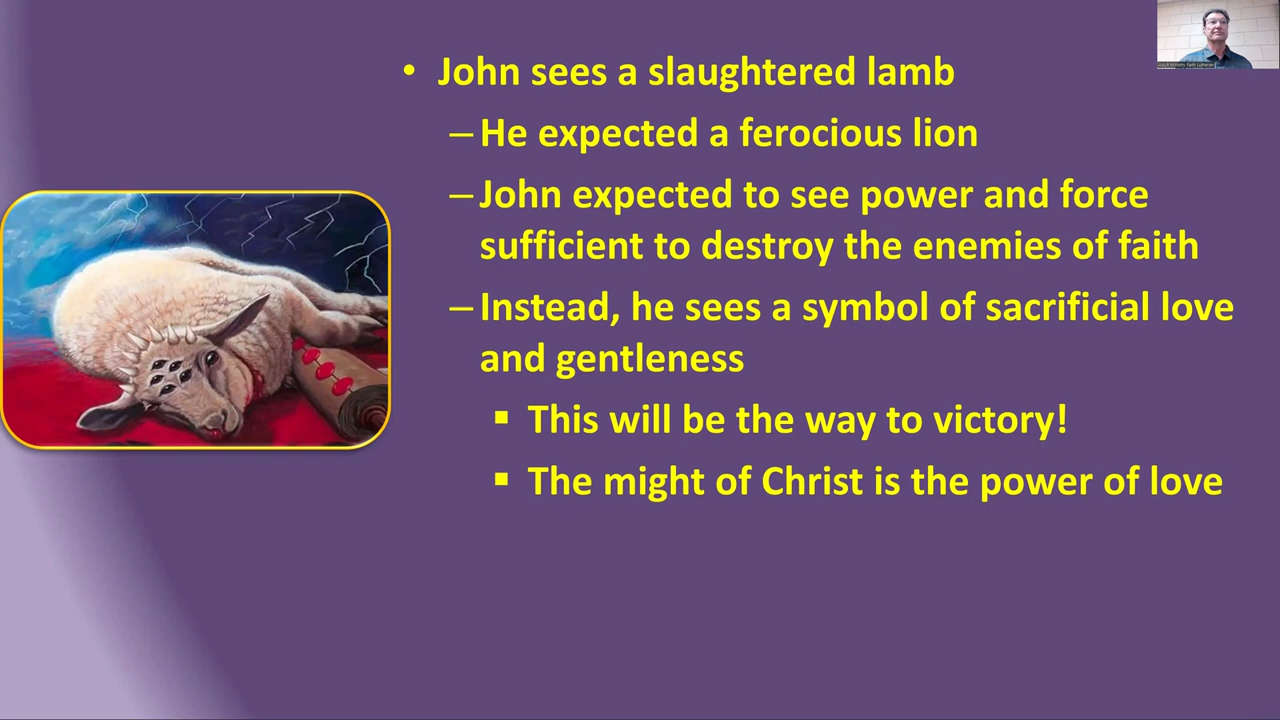 • John sees a slaughtered lamb
– He expected a ferocious lion
– John expected to see power and force
sufficient to destroy the enemies of faith
– Instead, he sees a symbol of sacrificial love
and gentleness
▪ This will be the way to victory!
▪ The might of Christ is the power of love